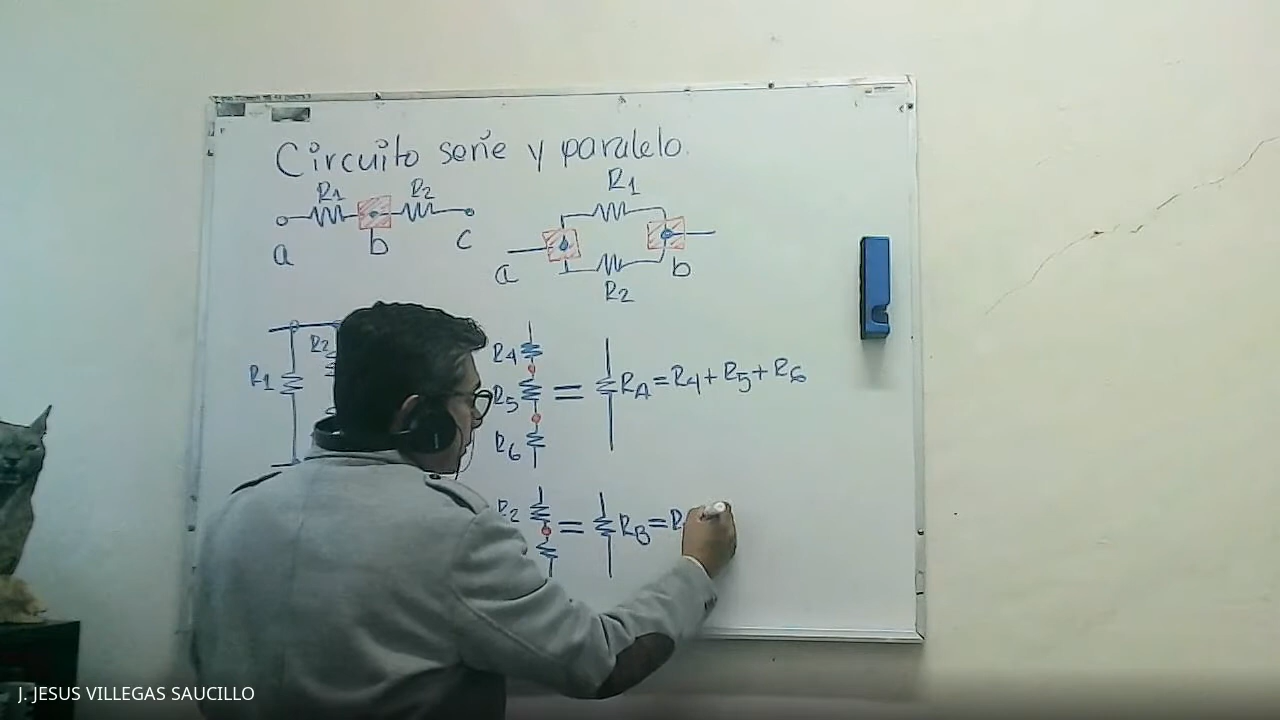 Circuito serie y paralelo.
R1 R2
a b c
R1
a b
R2
R1 R2
R4
R5 = RA = R4 + R5 + R6
R6
R2 = RB = R
J. JESUS VILLEGAS SAUCILLO